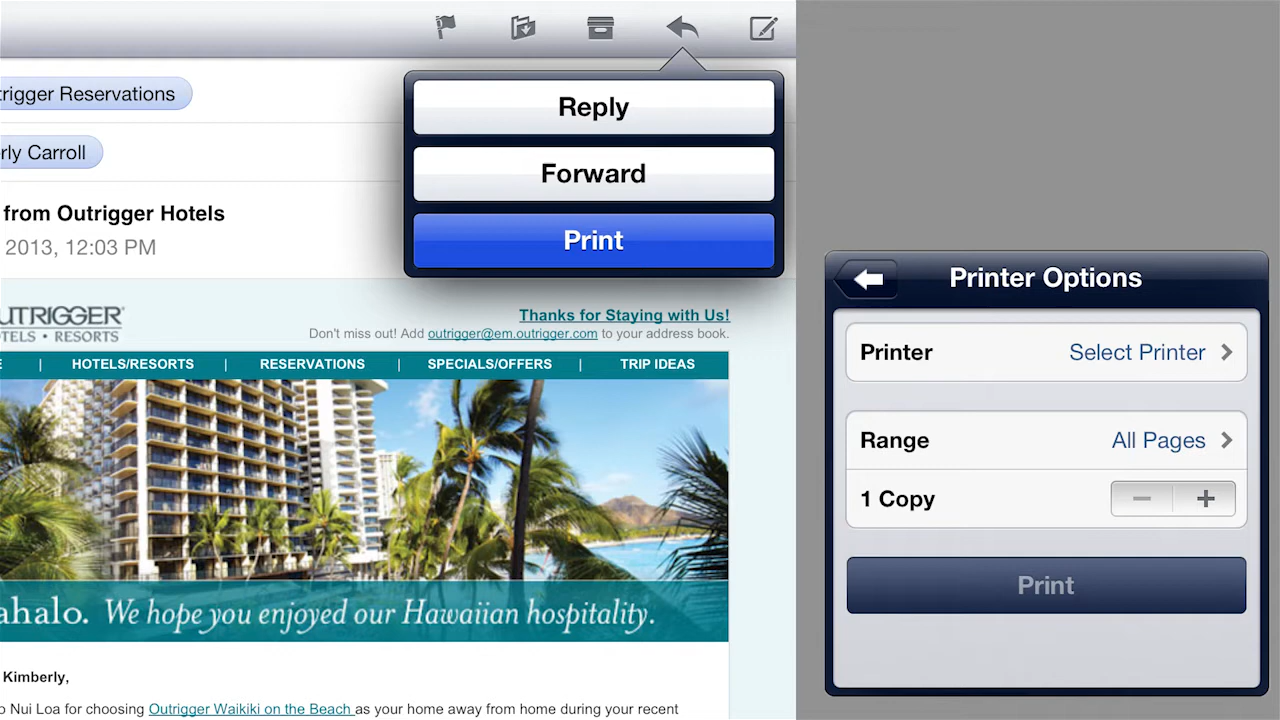 Reply
Forward
Print
trigger Reservations
rly Carroll
from Outrigger Hotels
2013, 12:03 PM
UTRIGGER
HOTELS • RESORTS
Thanks for Staying with Us!
Don't miss out! Add outrigger@em.outrigger.com to your address book.
E | HOTELS/RESORTS | RESERVATIONS | SPECIALS/OFFERS | TRIP IDEAS
ahalo. We hope you enjoyed our Hawaiian hospitality.
Kimberly,
o Nui Loa for choosing Outrigger Waikiki on the Beach as your home away from home during your recent
Printer Options
Printer Select Printer
Range All Pages
1 Copy − +
Print